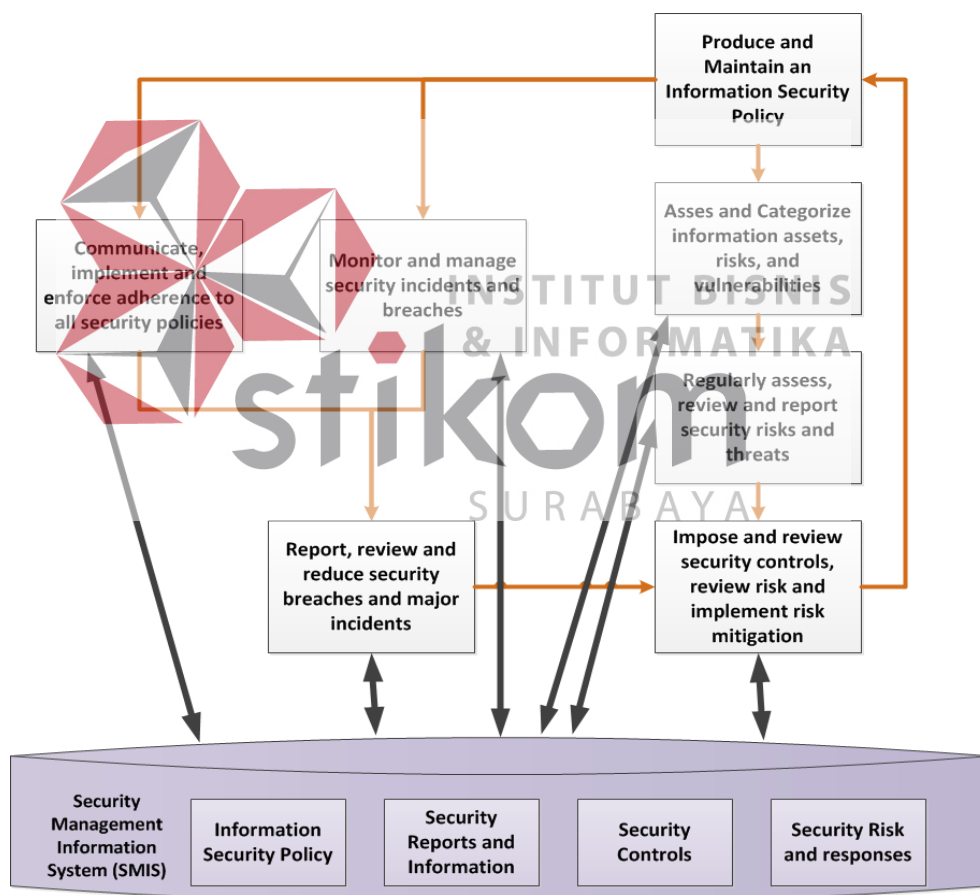 Produce and
Maintain an
Information Security
Policy
Communicate,
implement and
enforce adherence to
all security policies
Monitor and manage
security incidents and
breaches
Asses and Categorize
information assets,
risks, and
vulnerabilities
INSTITUT BISNIS
& INFORMATIKA
stikom
SURABAYA
Regularly assess,
review and report
security risks and
threats
Report, review and
reduce security
breaches and major
incidents
Impose and review
security controls,
review risk and
implement risk
mitigation
Security
Management
Information
System (SMIS)
Information
Security Policy
Security
Reports and
Information
Security
Controls
Security Risk
and responses